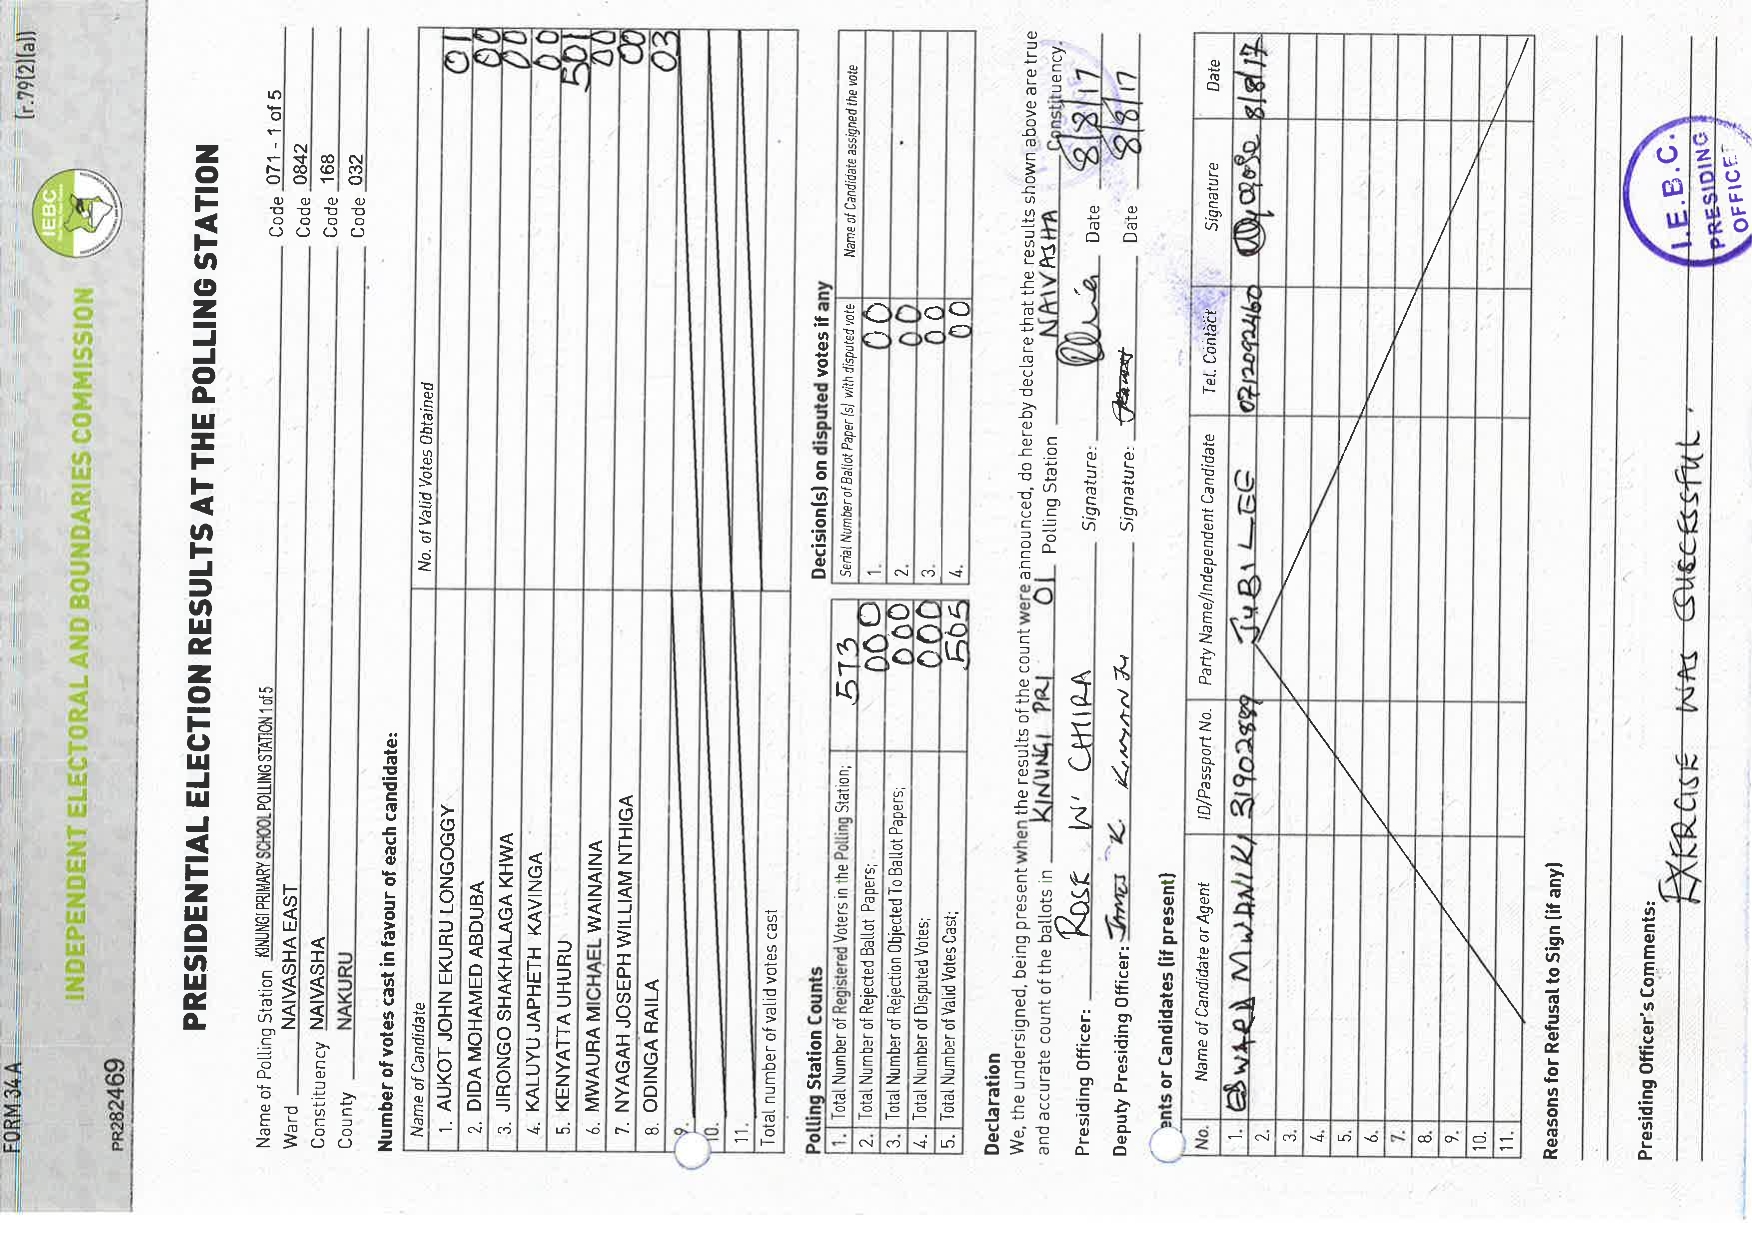 FORM 34 A
(r.79(2)(a))
IEBC
INDEPENDENT ELECTORAL AND BOUNDARIES COMMISSION
PR282469
PRESIDENTIAL ELECTION RESULTS AT THE POLLING STATION
Name of Polling Station KINUNGI PRIMARY SCHOOL POLLING STATION 1 of 5 Code 071 - 1 of 5
Ward NAIVASHA EAST Code 0842
Constituency NAIVASHA Code 168
County NAKURU Code 032
Number of votes cast in favour of each candidate:
Name of Candidate No. of Valid Votes Obtained
1. AUKOT JOHN EKURU LONGOGGY 01
2. DIDA MOHAMED ABDUBA 00
3. JIRONGO SHAKHALAGA KHWA 00
4. KALUYU JAPHETH KAVINGA 00
5. KENYATTA UHURU 501
6. MWAURA MICHAEL WAINAINA 00
7. NYAGAH JOSEPH WILLIAM NTHIGA 00
8. ODINGA RAILA 03
9.
10.
11.
Total number of valid votes cast
Polling Station Counts
1. Total Number of Registered Voters in the Polling Station; 573
2. Total Number of Rejected Ballot Papers; 000
3. Total Number of Rejection Objected To Ballot Papers; 000
4. Total Number of Disputed Votes; 000
5. Total Number of Valid Votes Cast; 505
Decision(s) on disputed votes if any
Serial Number of Ballot Paper (s) with disputed vote Name of Candidate assigned the vote
1. 00
2. 00
3. 00
4. 00
Declaration
We, the undersigned, being present when the results of the count were announced, do hereby declare that the results shown above are true
and accurate count of the ballots in KINUNGI PRI 01 Polling Station NAIVASHA Constituency.
Presiding Officer: ROSE W' CHIRA Signature: Date 8/8/17
Deputy Presiding Officer: James K. Signature: Date 8/8/17
ents or Candidates (if present)
No. Name of Candidate or Agent ID/Passport No. Party Name/Independent Candidate Tel. Contact Signature Date
1. EDWARD MWANIKI 31902889 JUBILEE 0712092460 8/8/17
2.
3.
4.
5.
6.
7.
8.
9.
10.
11.
Reasons for Refusal to Sign (if any)
Presiding Officer's Comments:
EXERCISE WAS SUCCESSFUL.
I.E.B.C.
PRESIDING
OFFICE